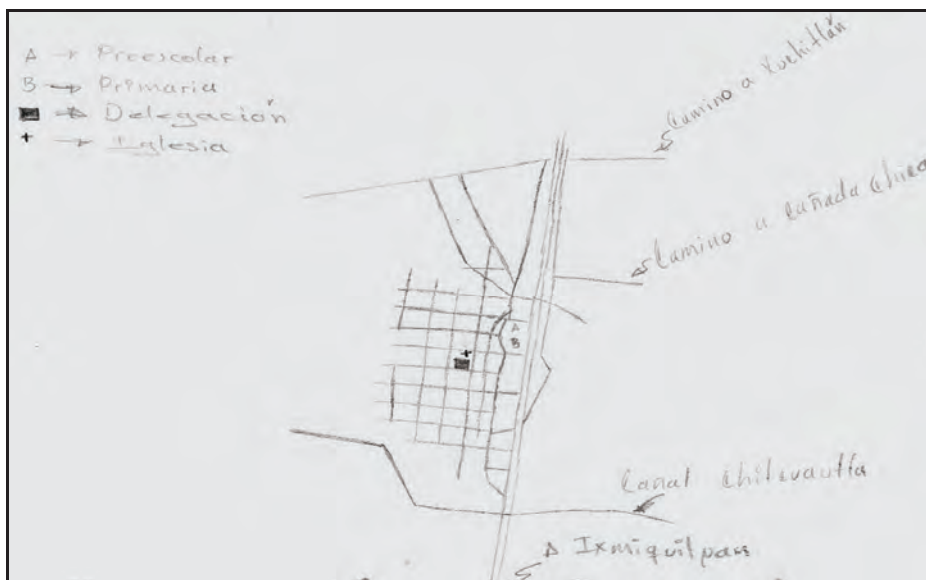 A → Preescolar
B → Primaria
■ → Delegación
+ → Iglesia
Camino a Xochitlán
Camino a Cañada Chica
A
B
+
Canal Chilcuautla
A Ixmiquilpan